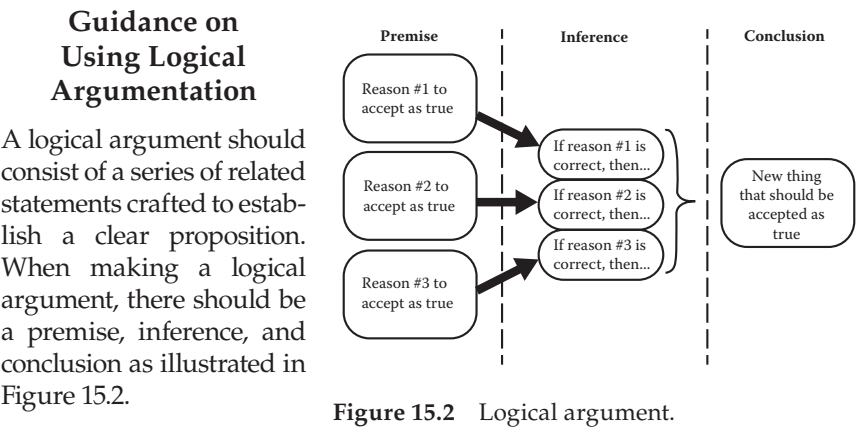 Guidance on
Using Logical
Argumentation
A logical argument should
consist of a series of related
statements crafted to estab-
lish a clear proposition.
When making a logical
argument, there should be
a premise, inference, and
conclusion as illustrated in
Figure 15.2.
Premise
Reason #1 to
accept as true
Reason #2 to
accept as true
Reason #3 to
accept as true
Inference
If reason #1 is
correct, then...
If reason #2 is
correct, then...
If reason #3 is
correct, then...
Conclusion
New thing
that should be
accepted as
true
Figure 15.2 Logical argument.